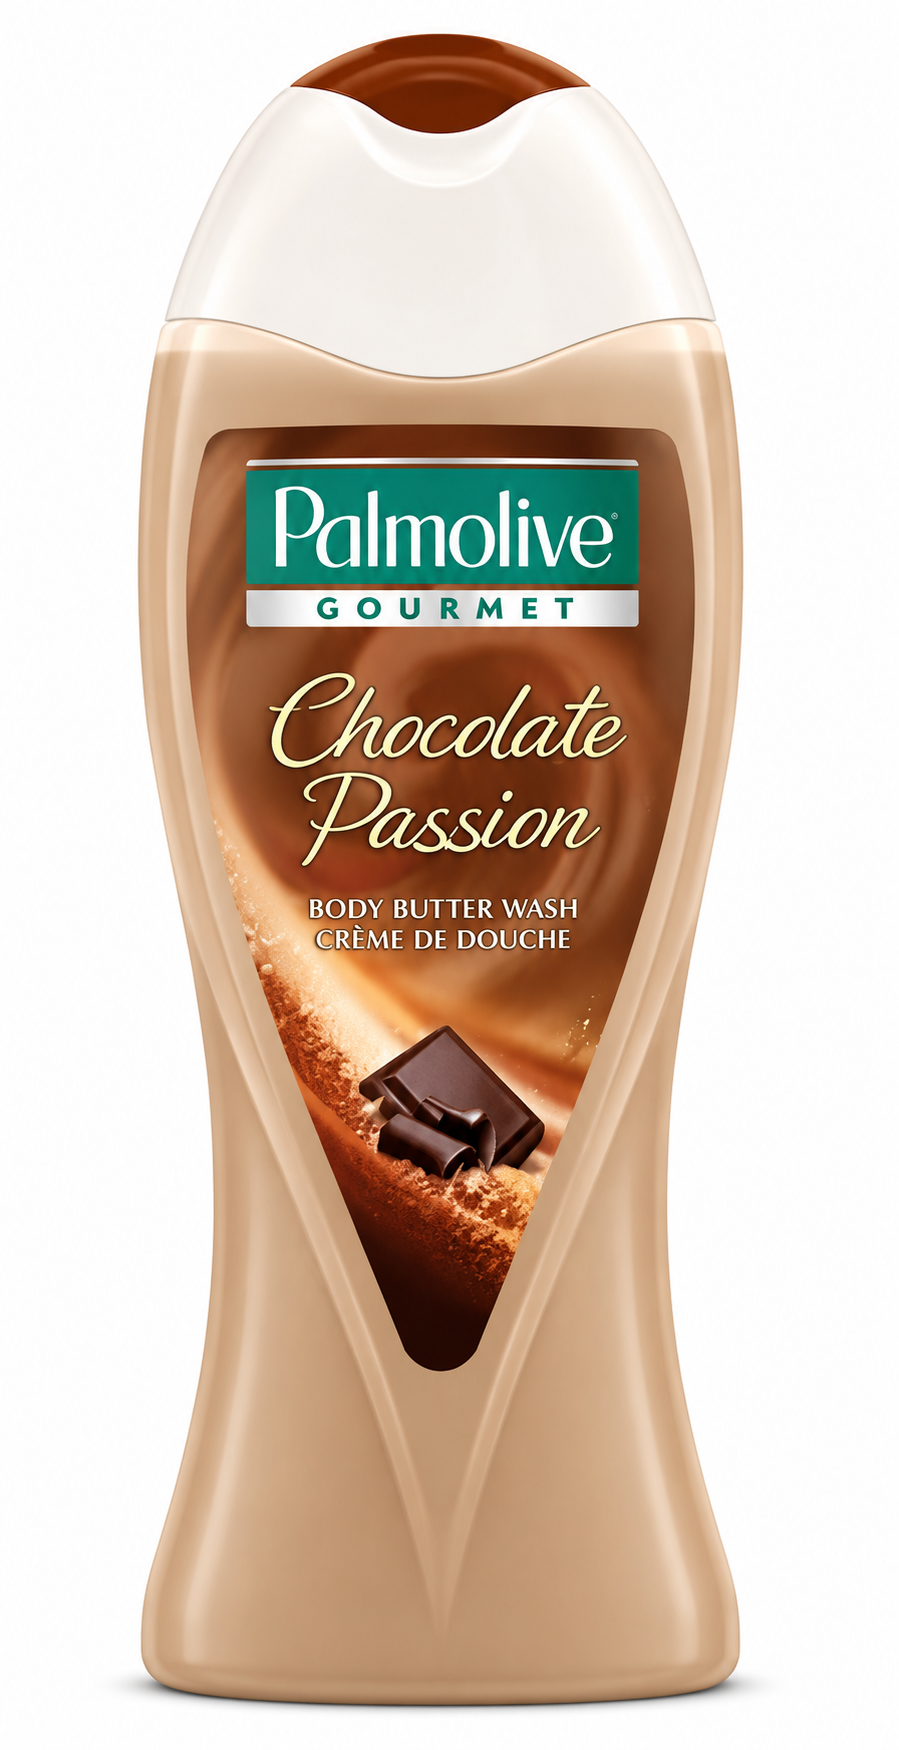 Palmolive®
GOURMET
Chocolate
Passion
BODY BUTTER WASH
CRÈME DE DOUCHE